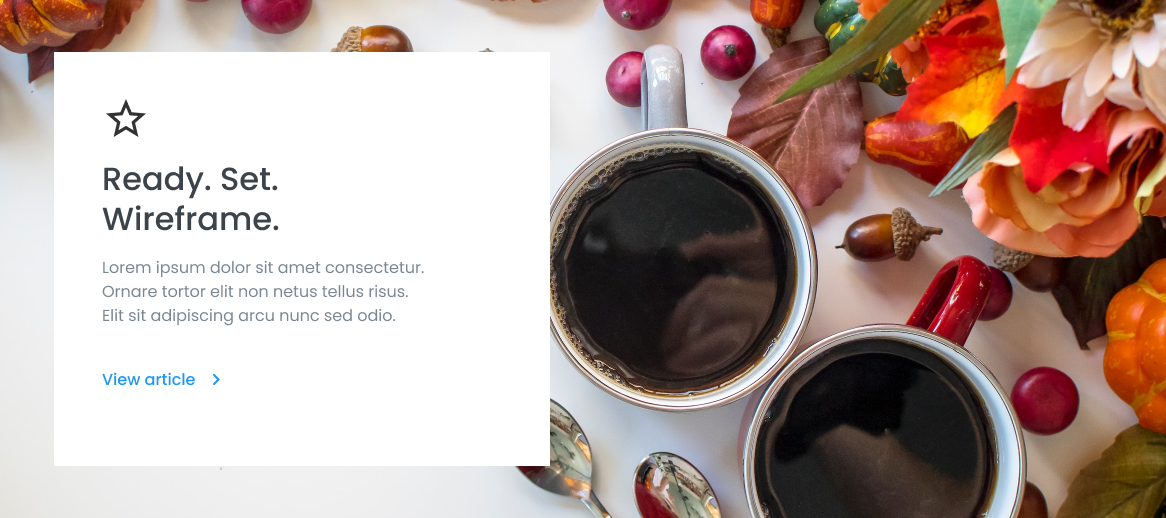 Ready. Set.
Wireframe.
Lorem ipsum dolor sit amet consectetur.
Ornare tortor elit non netus tellus risus.
Elit sit adipiscing arcu nunc sed odio.
View article